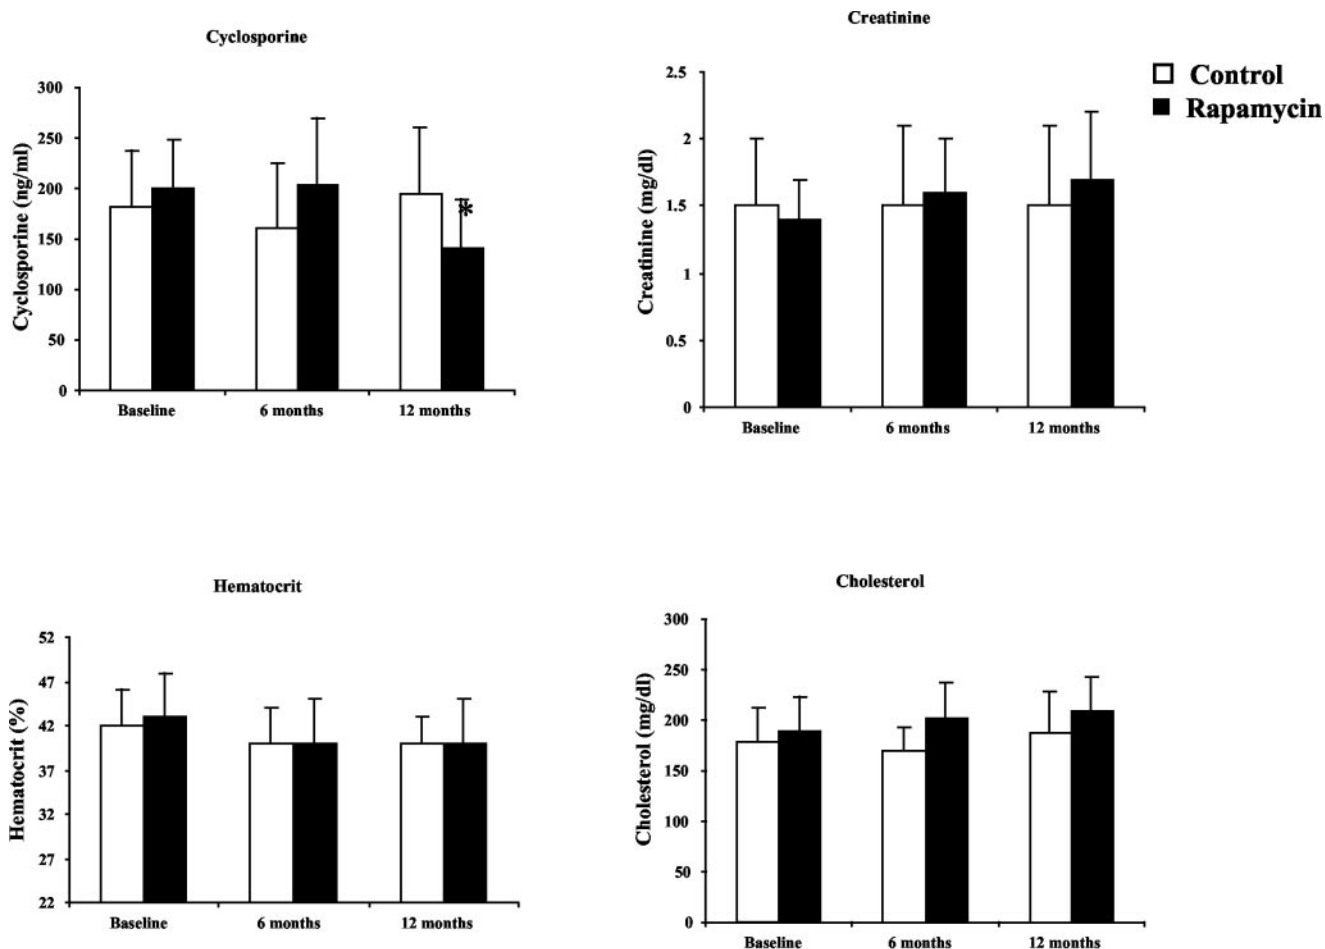 Cyclosporine
Cyclosporine (ng/ml)
300
250
200
150
100
50
0
*
Baseline
6 months
12 months
Creatinine
Creatinine (mg/dl)
2.5
2
1.5
1
0.5
0
Baseline
6 months
12 months
Control
Rapamycin
Hematocrit
Hematocrit (%)
52
47
42
37
32
27
22
Baseline
6 months
12 months
Cholesterol
Cholesterol (mg/dl)
300
250
200
150
100
50
0
Baseline
6 months
12 months